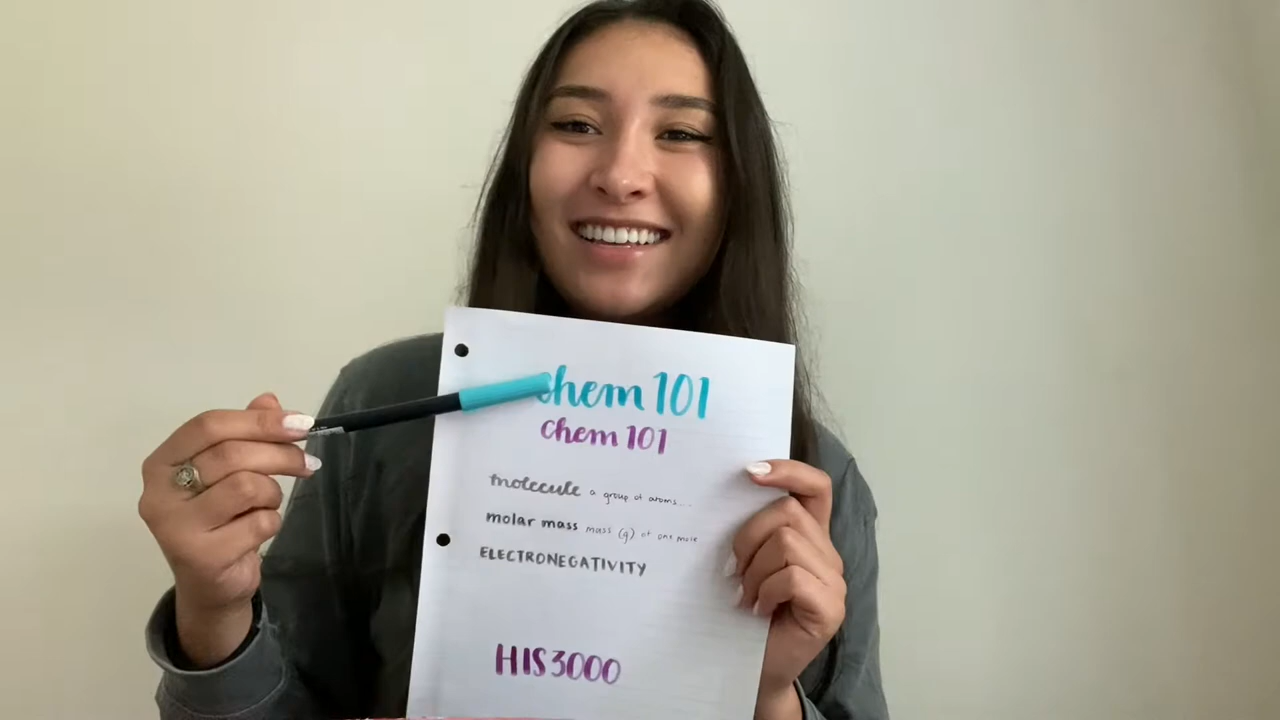 chem 101
chem 101
molecule a group of atoms...
molar mass mass (g) of one mole
ELECTRONEGATIVITY
HIS3000